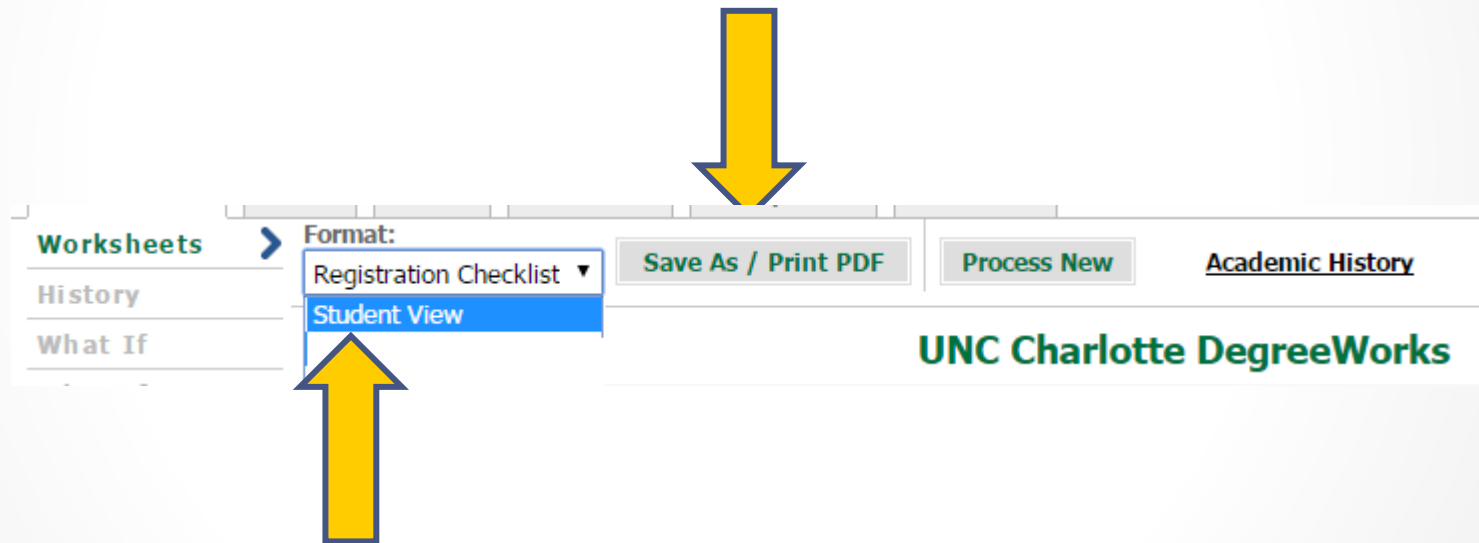 Worksheets
History
What If
Format:
Registration Checklist
Student View
Save As / Print PDF
Process New
Academic History
UNC Charlotte DegreeWorks